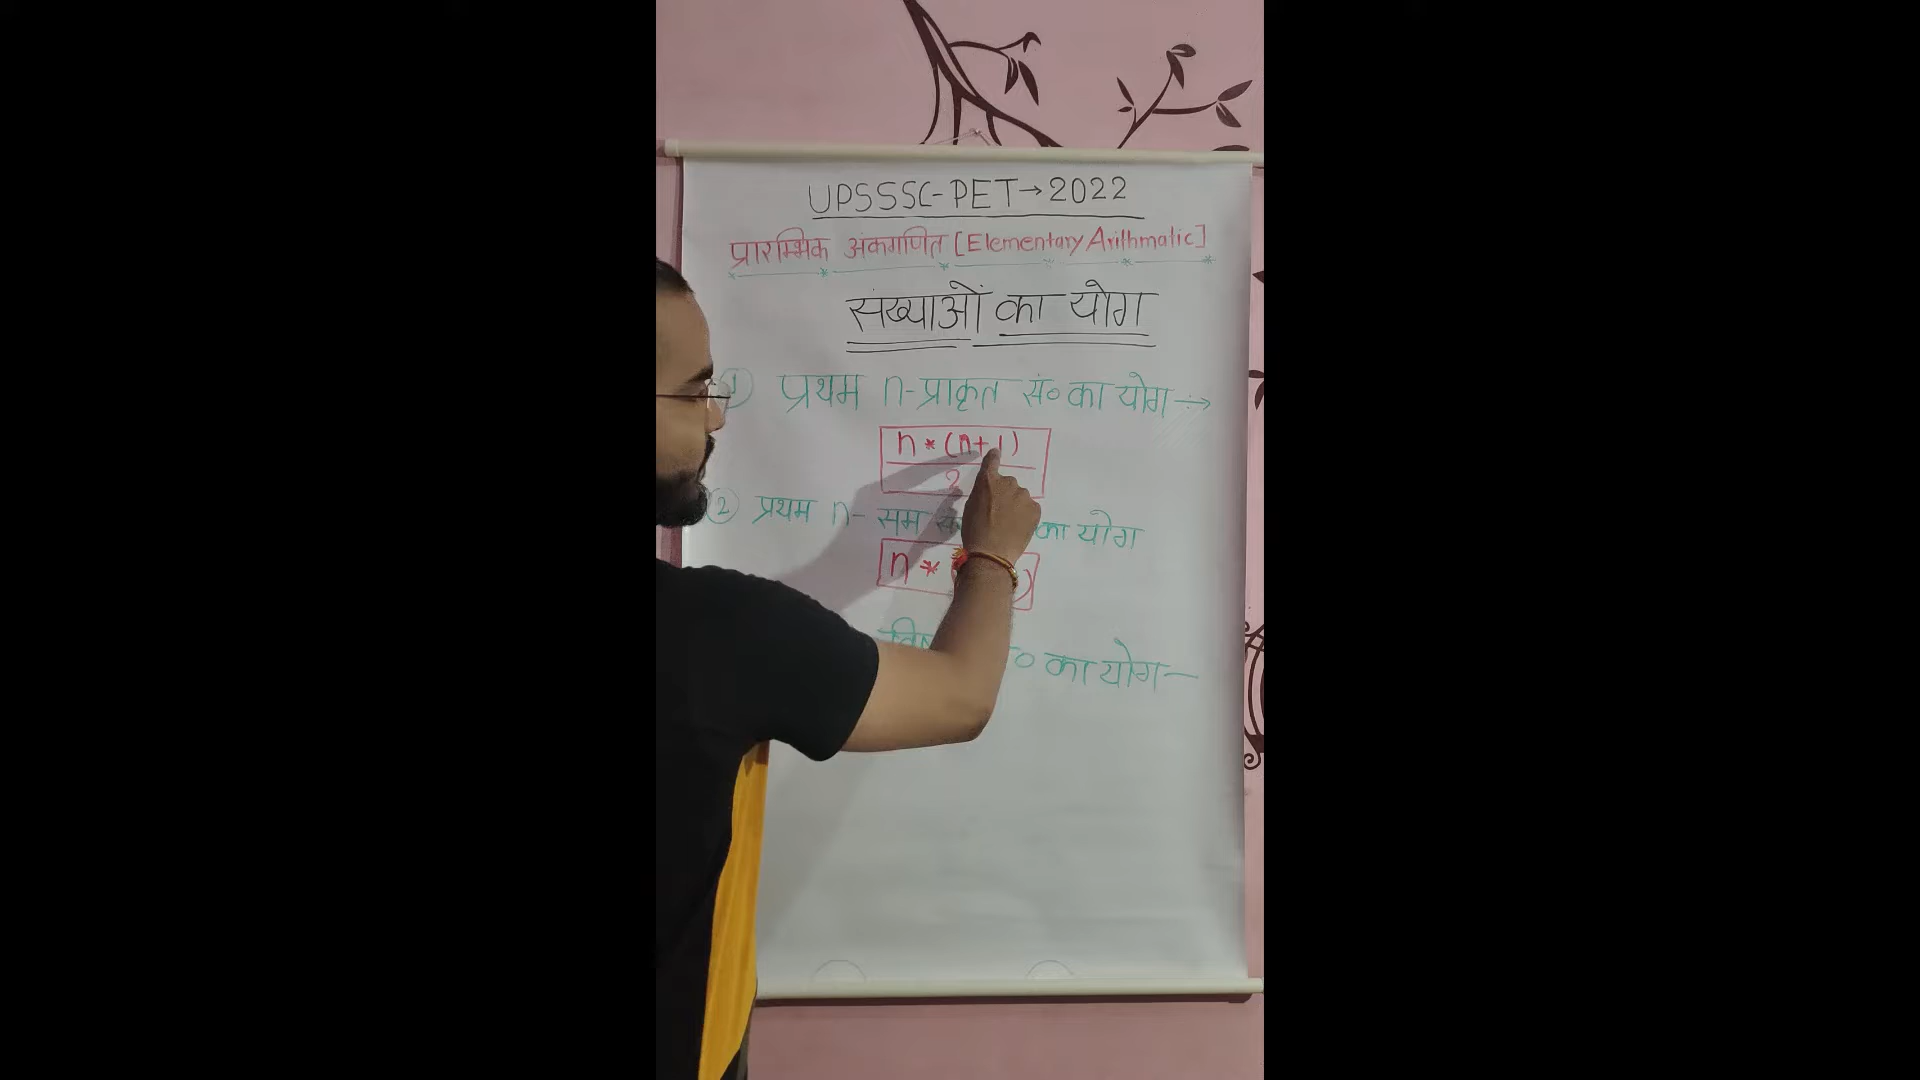 UPSSSC-PET→2022
प्रारम्भिक अंकगणित [Elementary Arithmatic]
संख्याओं का योग
① प्रथम n-प्राकृत सं० का योग→
n * (n+1)
2
② प्रथम n- सम का योग
n *
का योग-